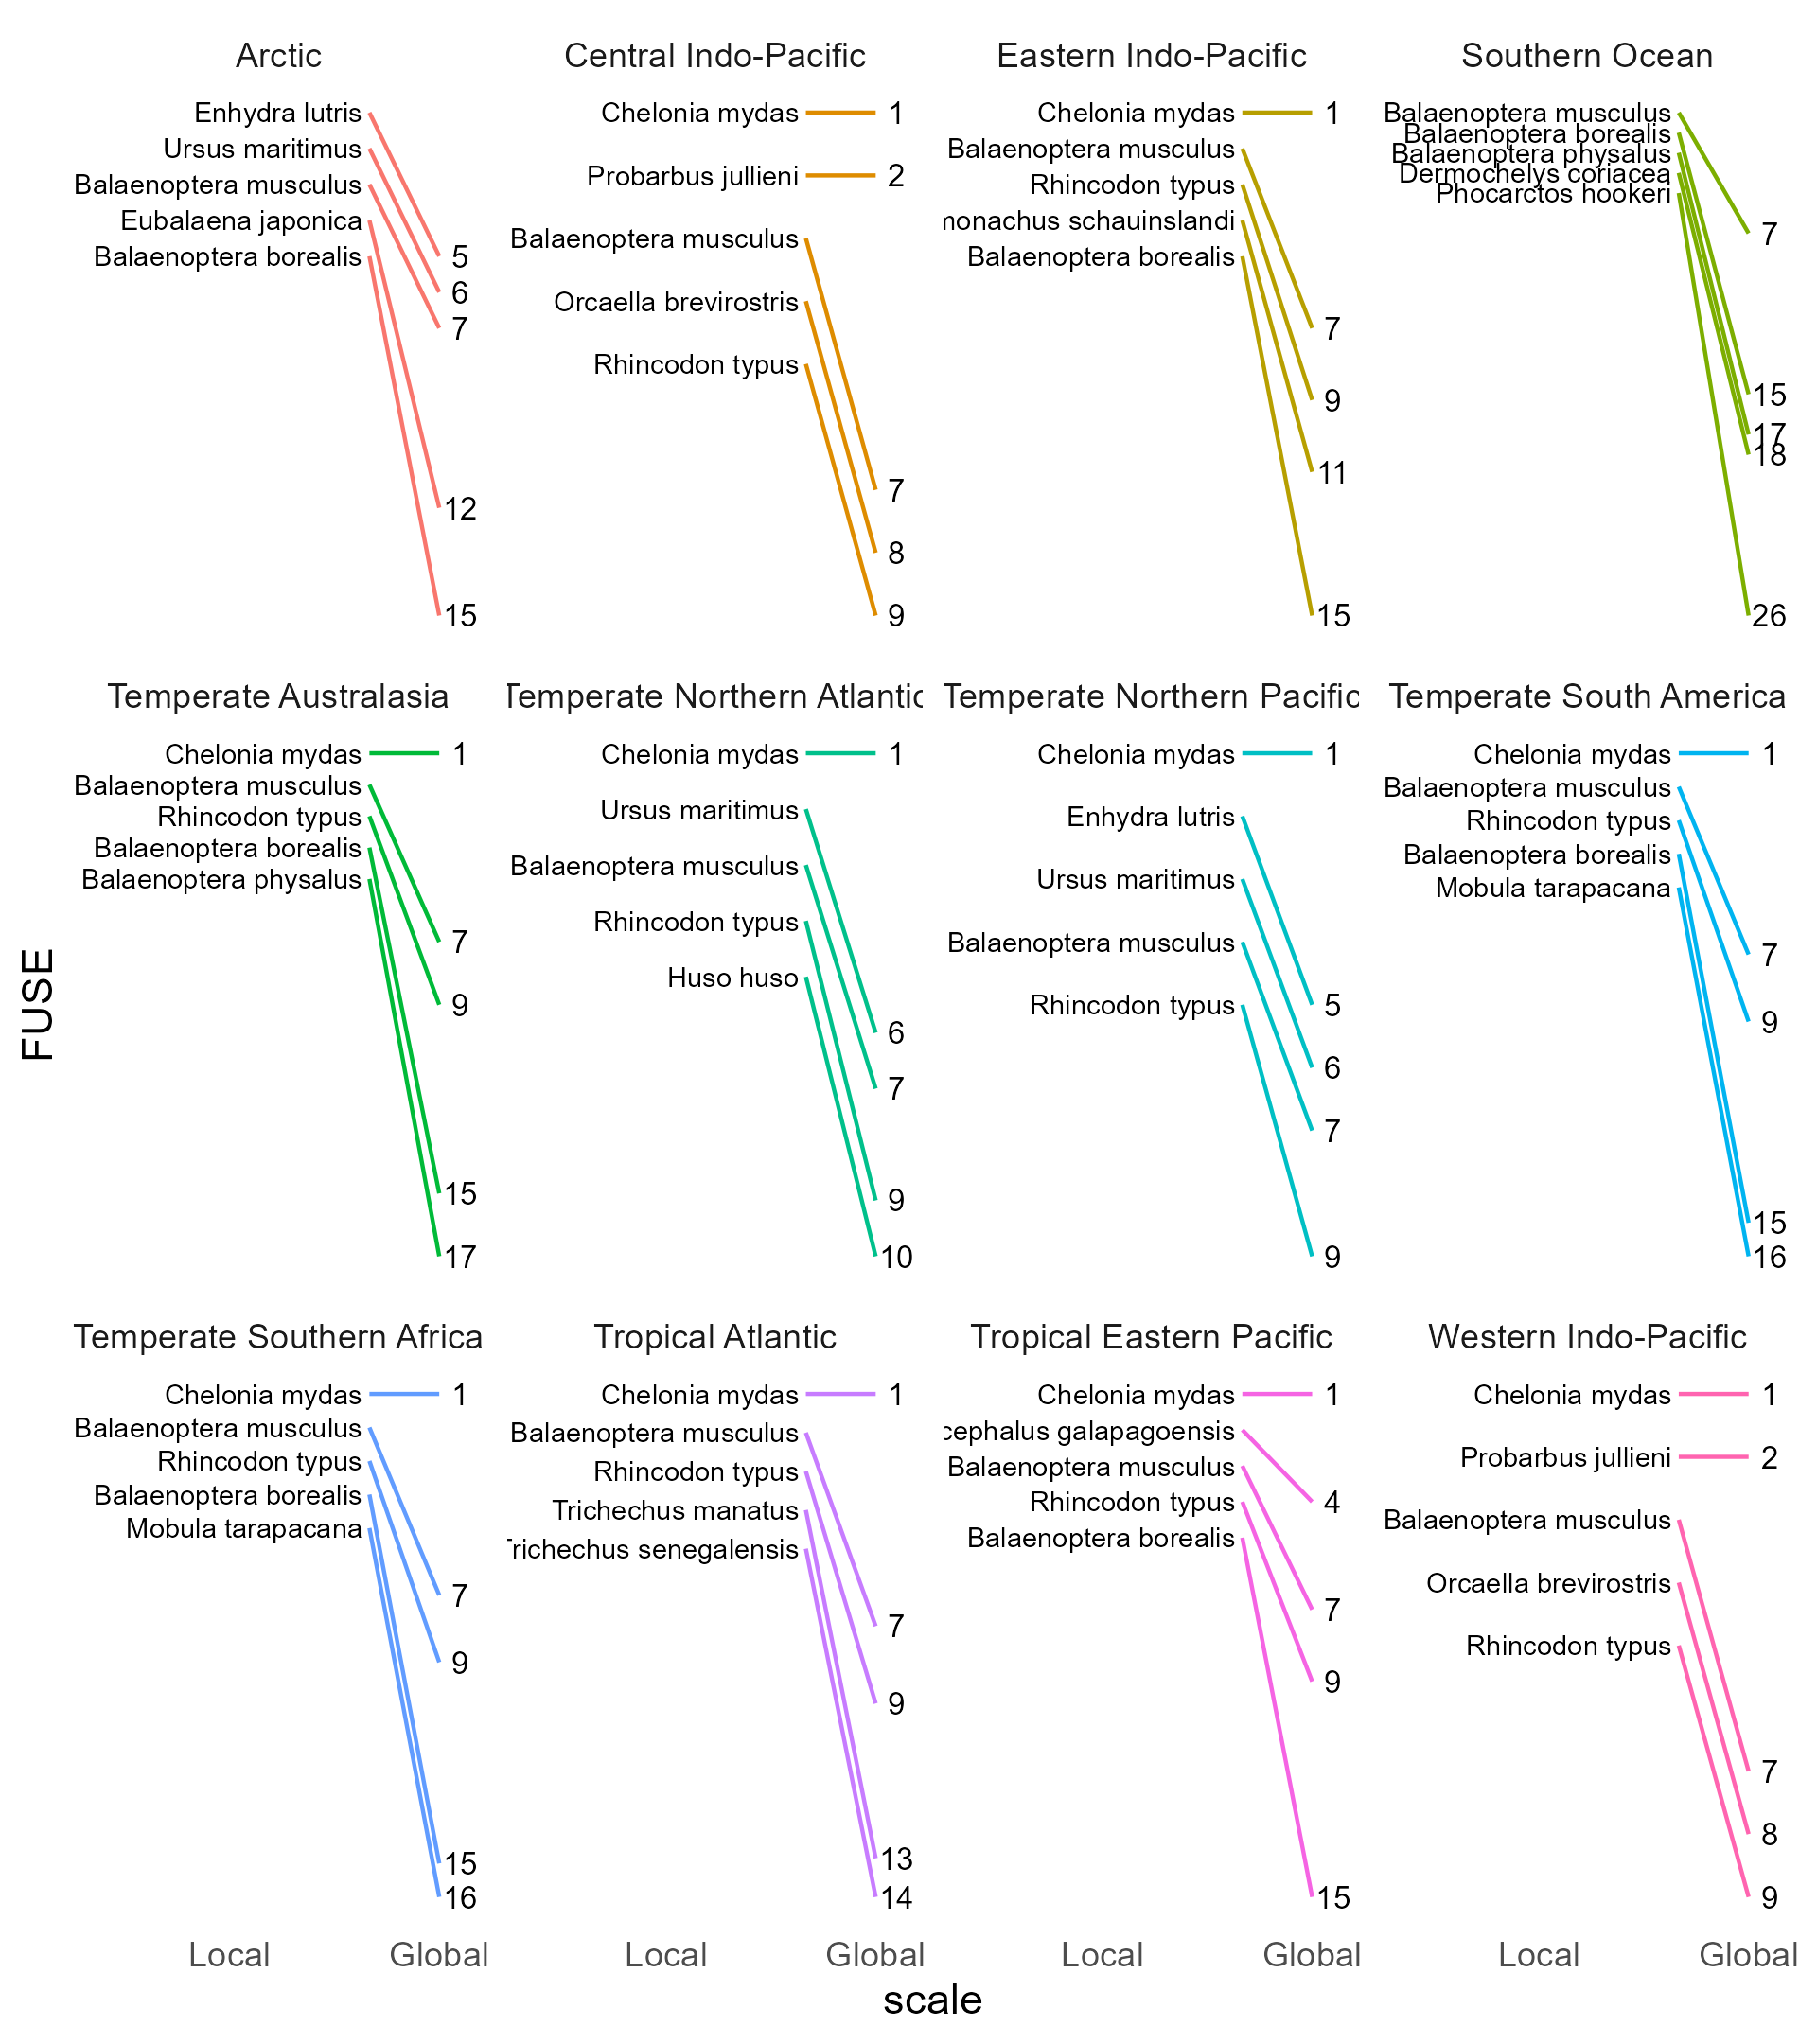 Arctic
Enhydra lutris
Ursus maritimus
Balaenoptera musculus
Eubalaena japonica
Balaenoptera borealis
5
6
7
12
15
Central Indo-Pacific
Chelonia mydas
1
Probarbus jullieni
2
Balaenoptera musculus
Orcaella brevirostris
Rhincodon typus
7
8
9
Eastern Indo-Pacific
Chelonia mydas
1
Balaenoptera musculus
Rhincodon typus
monachus schauinslandi
Balaenoptera borealis
7
9
11
15
Southern Ocean
Balaenoptera musculus
Balaenoptera borealis
Balaenoptera physalus
Dermochelys coriacea
Phocarctos hookeri
7
15
17
18
26
FUSE
Temperate Australasia
Chelonia mydas
1
Balaenoptera musculus
Rhincodon typus
Balaenoptera borealis
Balaenoptera physalus
7
9
15
17
Temperate Northern Atlantic
Chelonia mydas
1
Ursus maritimus
Balaenoptera musculus
Rhincodon typus
Huso huso
6
7
9
10
Temperate Northern Pacific
Chelonia mydas
1
Enhydra lutris
Ursus maritimus
Balaenoptera musculus
Rhincodon typus
5
6
7
9
Temperate South America
Chelonia mydas
1
Balaenoptera musculus
Rhincodon typus
Balaenoptera borealis
Mobula tarapacana
7
9
15
16
Temperate Southern Africa
Chelonia mydas
1
Balaenoptera musculus
Rhincodon typus
Balaenoptera borealis
Mobula tarapacana
7
9
15
16
Tropical Atlantic
Chelonia mydas
1
Balaenoptera musculus
Rhincodon typus
Trichechus manatus
Trichechus senegalensis
7
9
13
14
Tropical Eastern Pacific
Chelonia mydas
1
cephalus galapagoensis
4
Balaenoptera musculus
Rhincodon typus
Balaenoptera borealis
7
9
15
Western Indo-Pacific
Chelonia mydas
1
Probarbus jullieni
2
Balaenoptera musculus
Orcaella brevirostris
Rhincodon typus
7
8
9
Local Global Local Global Local Global Local Global
scale